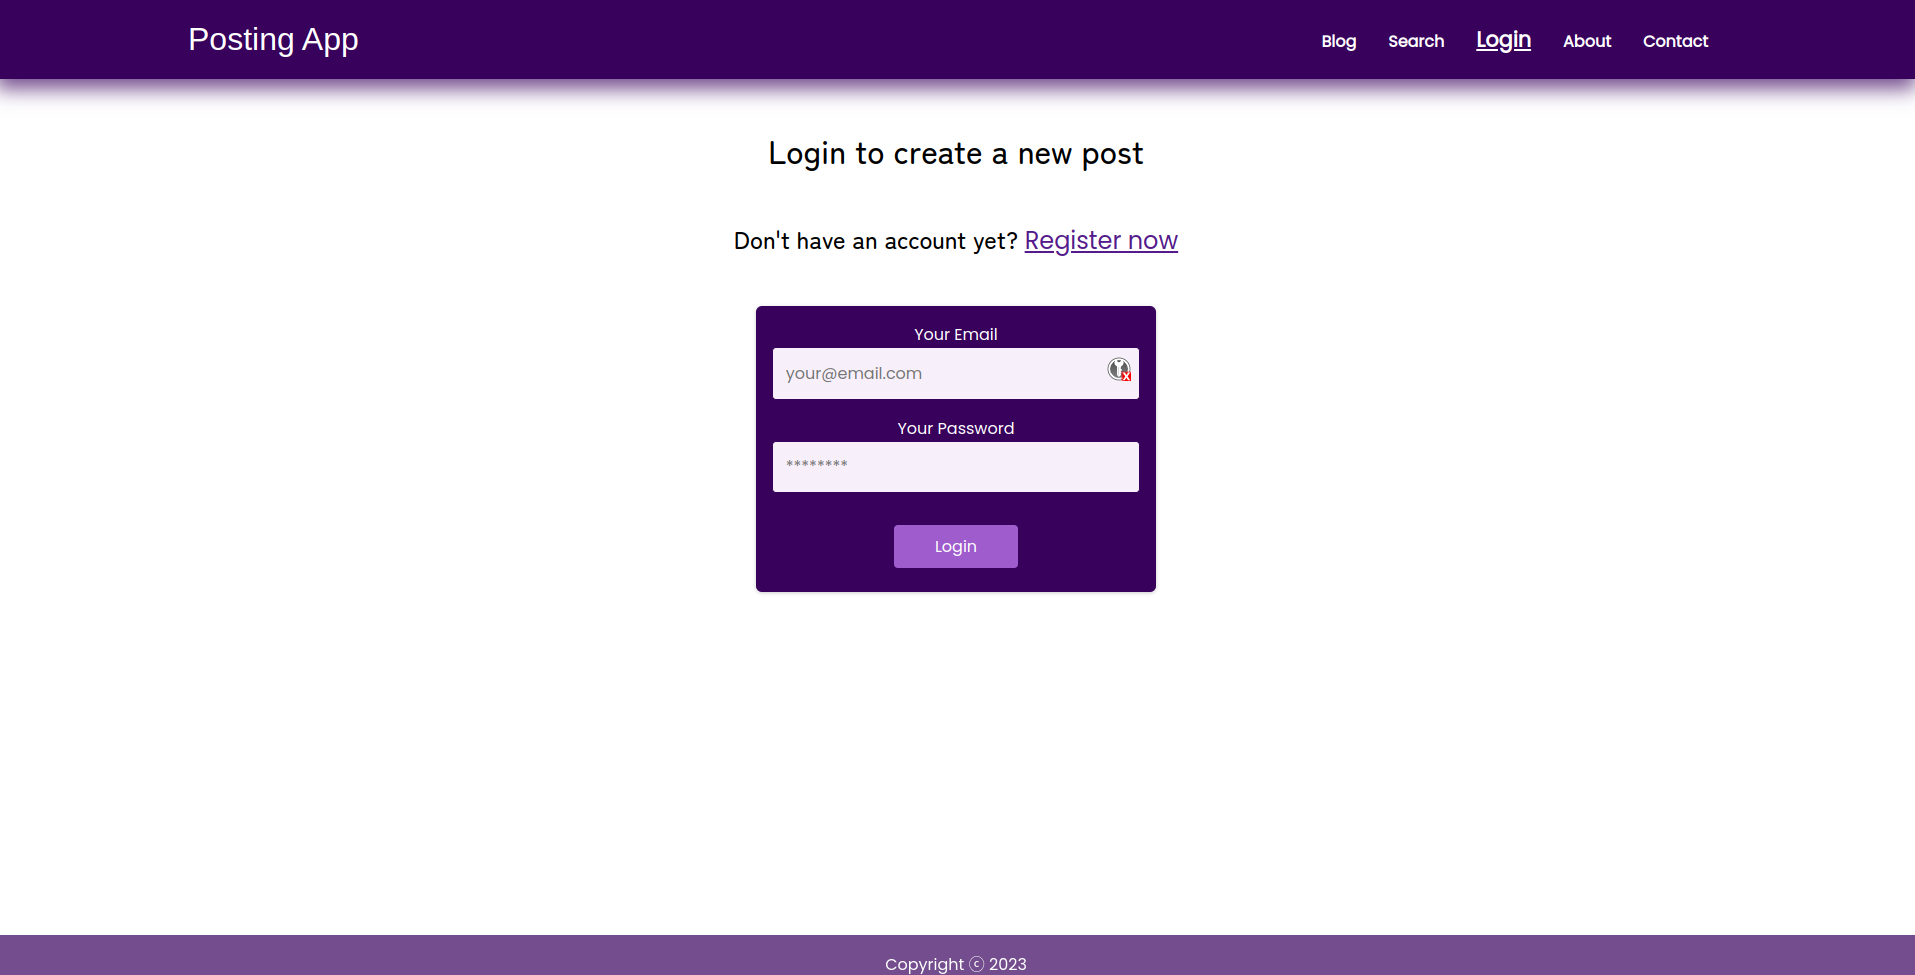 Posting App
Blog Search Login About Contact
Login to create a new post
Don't have an account yet? Register now
Your Email
your@email.com
Your Password
********
Login
Copyright ⓒ 2023